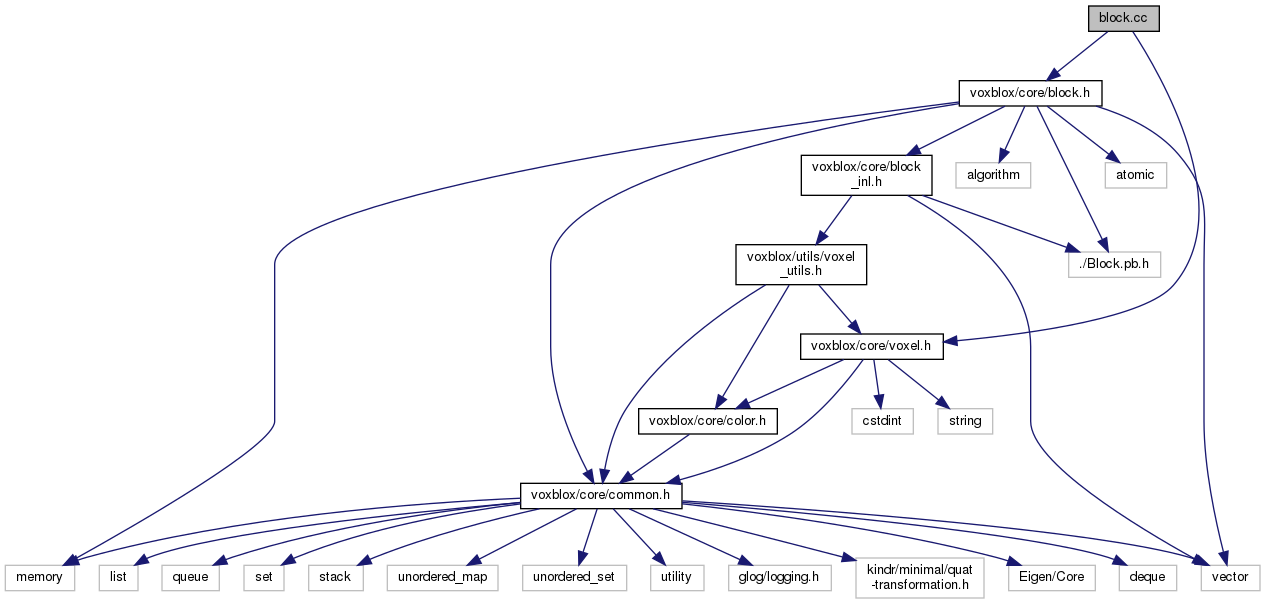 block.cc
voxblox/core/block.h
voxblox/core/block
_inl.h
algorithm
atomic
voxblox/utils/voxel
_utils.h
./Block.pb.h
voxblox/core/voxel.h
voxblox/core/color.h
cstdint
string
voxblox/core/common.h
memory
list
queue
set
stack
unordered_map
unordered_set
utility
glog/logging.h
kindr/minimal/quat
-transformation.h
Eigen/Core
deque
vector